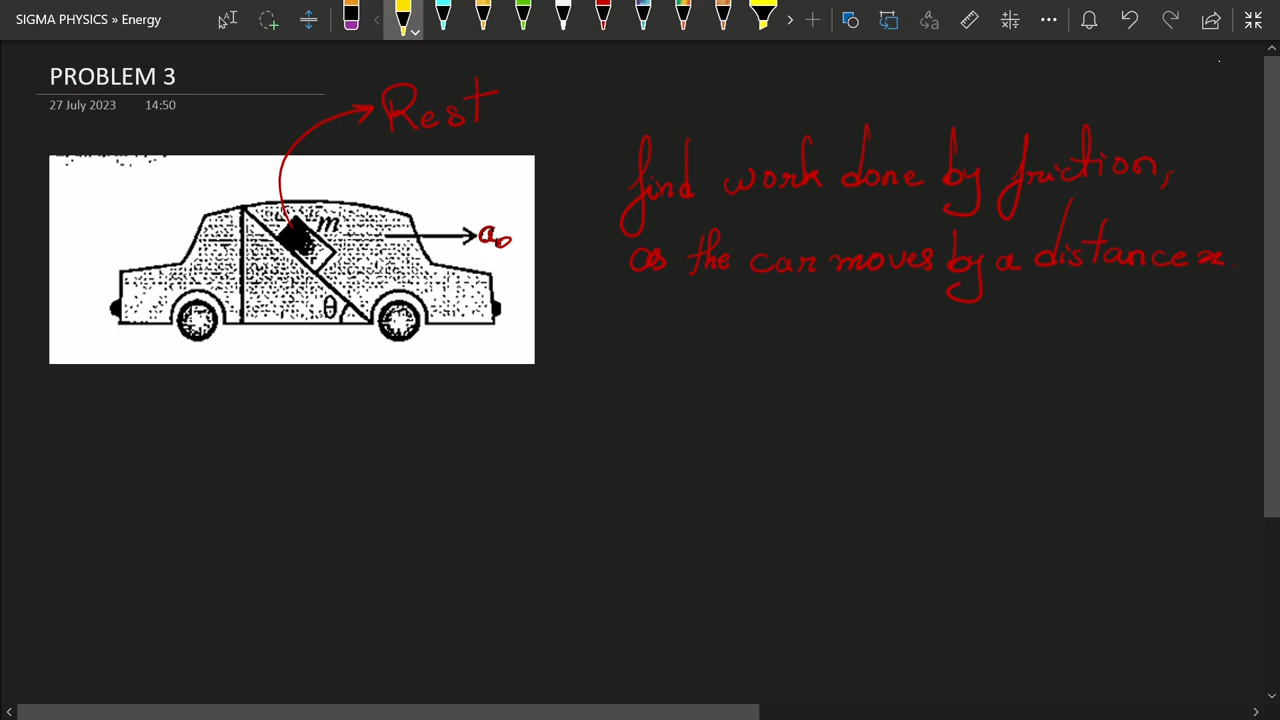 SIGMA PHYSICS » Energy
PROBLEM 3
27 July 2023 14:50
Rest
find work done by friction,
as the car moves by a distance x.
m
a₀
θ